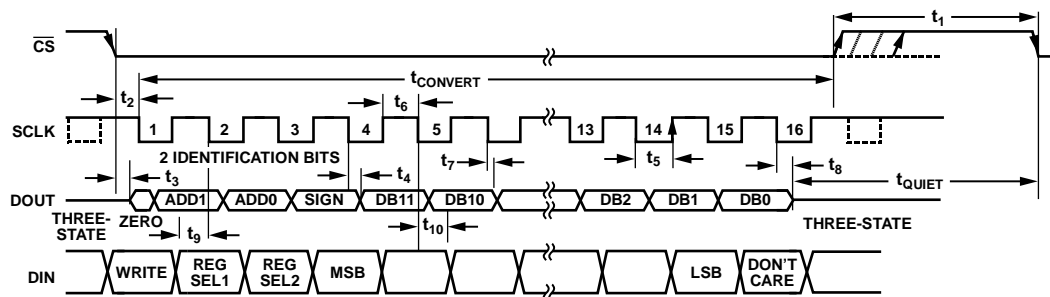 t1
CS
tCONVERT
t2
t6
SCLK
1 2 3 4 5 13 14 15 16
2 IDENTIFICATION BITS
t7 t5 t8
t3 t4 tQUIET
DOUT
ADD1 ADD0 SIGN DB11 DB10 DB2 DB1 DB0
THREE-STATE
ZERO
t9 t10
THREE-STATE
DIN
WRITE
REG SEL1
REG SEL2
MSB
LSB
DON'T CARE